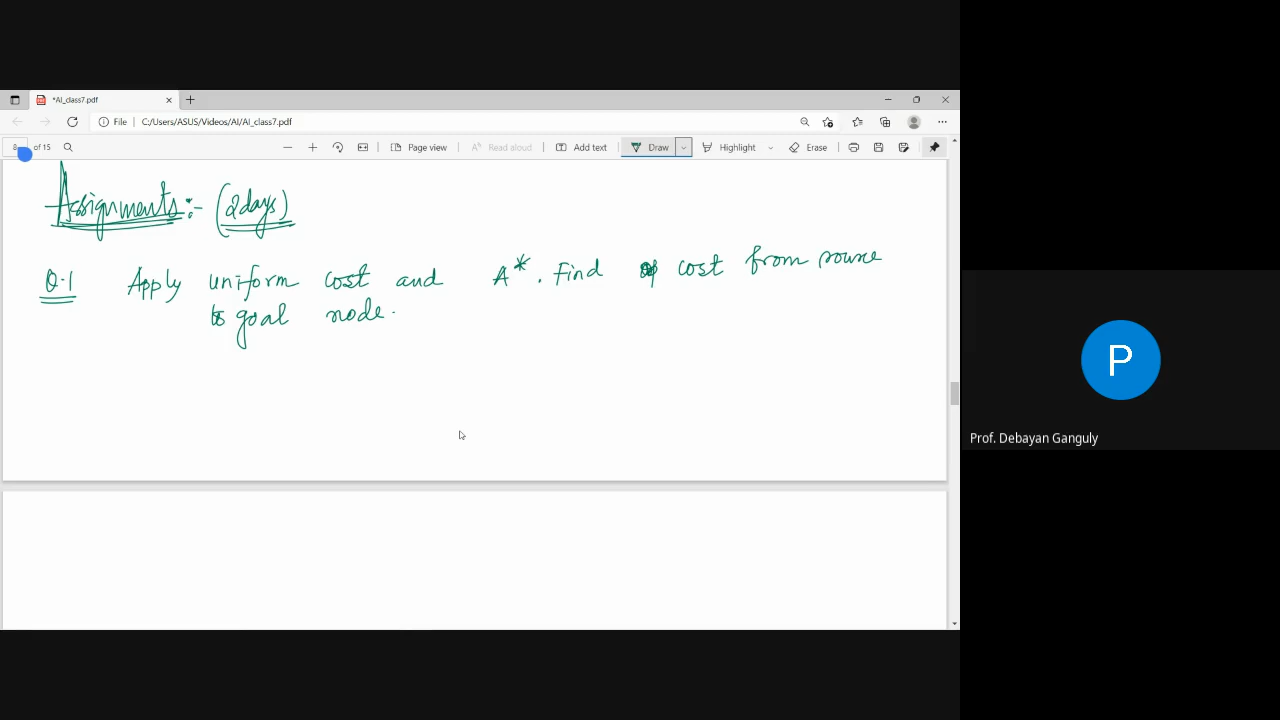 *AI_class7.pdf
File C:/Users/ASUS/Videos/AI/AI_class7.pdf
8 of 15 Page view Read aloud Add text Draw Highlight Erase
Assignments :- (2days)
Q.1 Apply uniform cost and A*. Find cost from source
to goal node.
P
Prof. Debayan Ganguly